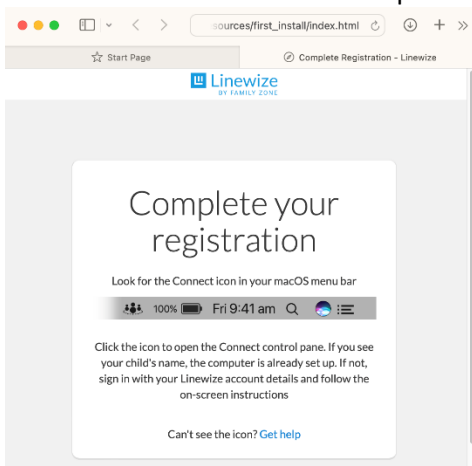 sources/first_install/index.html
Start Page
Complete Registration – Linewize
Linewize
BY FAMILY ZONE
Complete your
registration
Look for the Connect icon in your macOS menu bar
100% Fri 9:41 am
Click the icon to open the Connect control pane. If you see
your child's name, the computer is already set up. If not,
sign in with your Linewize account details and follow the
on-screen instructions
Can't see the icon? Get help